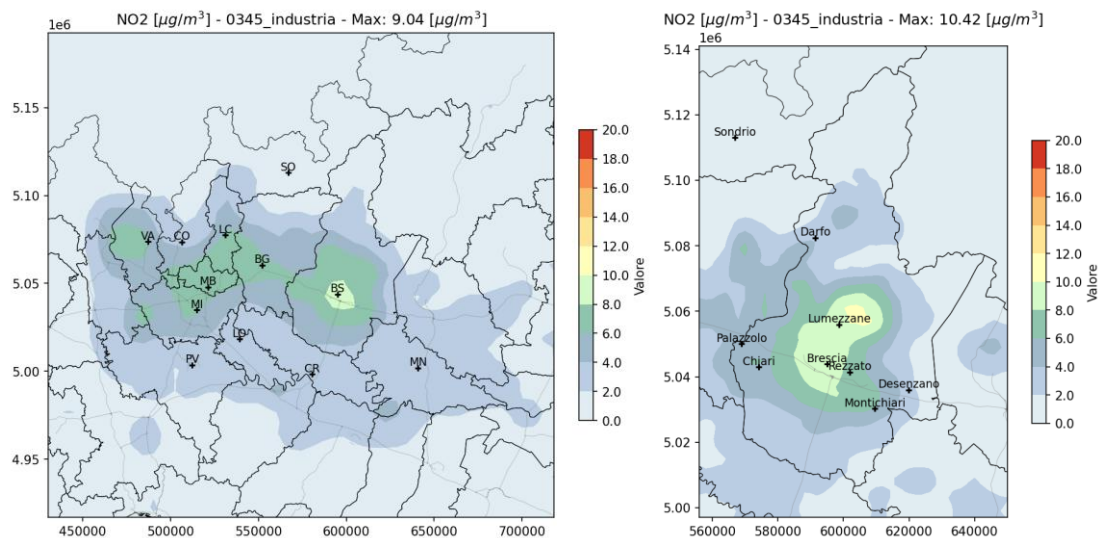 NO2 [μg/m³] - 0345_industria - Max: 9.04 [μg/m³]
1e6
5.15
5.10
5.05
5.00
4.95
450000 500000 550000 600000 650000 700000
SO
VA CO LC
BG
MB
BS
MI
LO
PV
CR
MN
20.0
18.0
16.0
14.0
12.0
10.0
8.0
6.0
4.0
2.0
0.0
Valore
NO2 [μg/m³] - 0345_industria - Max: 10.42 [μg/m³]
1e6
5.14
5.12
5.10
5.08
5.06
5.04
5.02
5.00
560000 580000 600000 620000 640000
Sondrio
Darfo
Lumezzane
Palazzolo
Brescia
Chiari
Rezzato
Desenzano
Montichiari
20.0
18.0
16.0
14.0
12.0
10.0
8.0
6.0
4.0
2.0
0.0
Valore